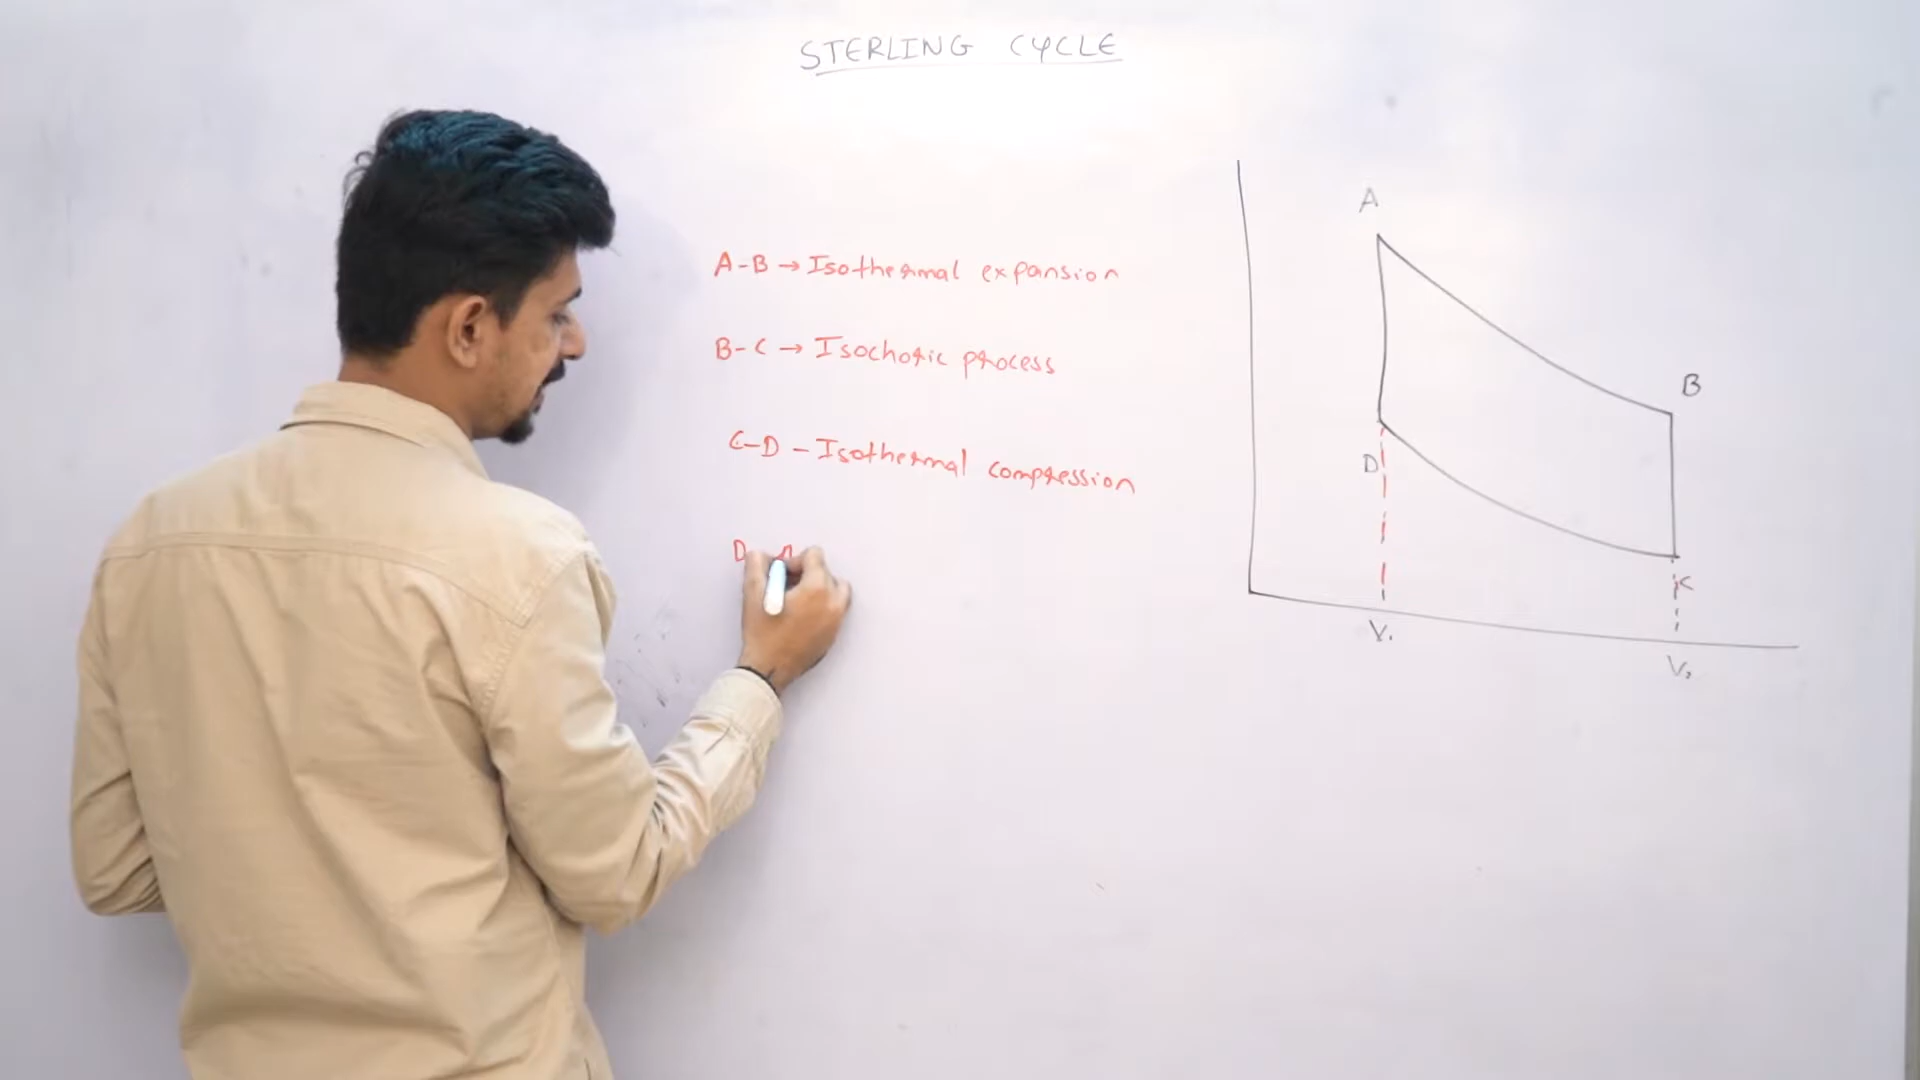 STERLING CYCLE
A-B → Isothermal expansion
B-C → Isochoric process
C-D - Isothermal compression
D
A
B
D
C
V₁
V₂